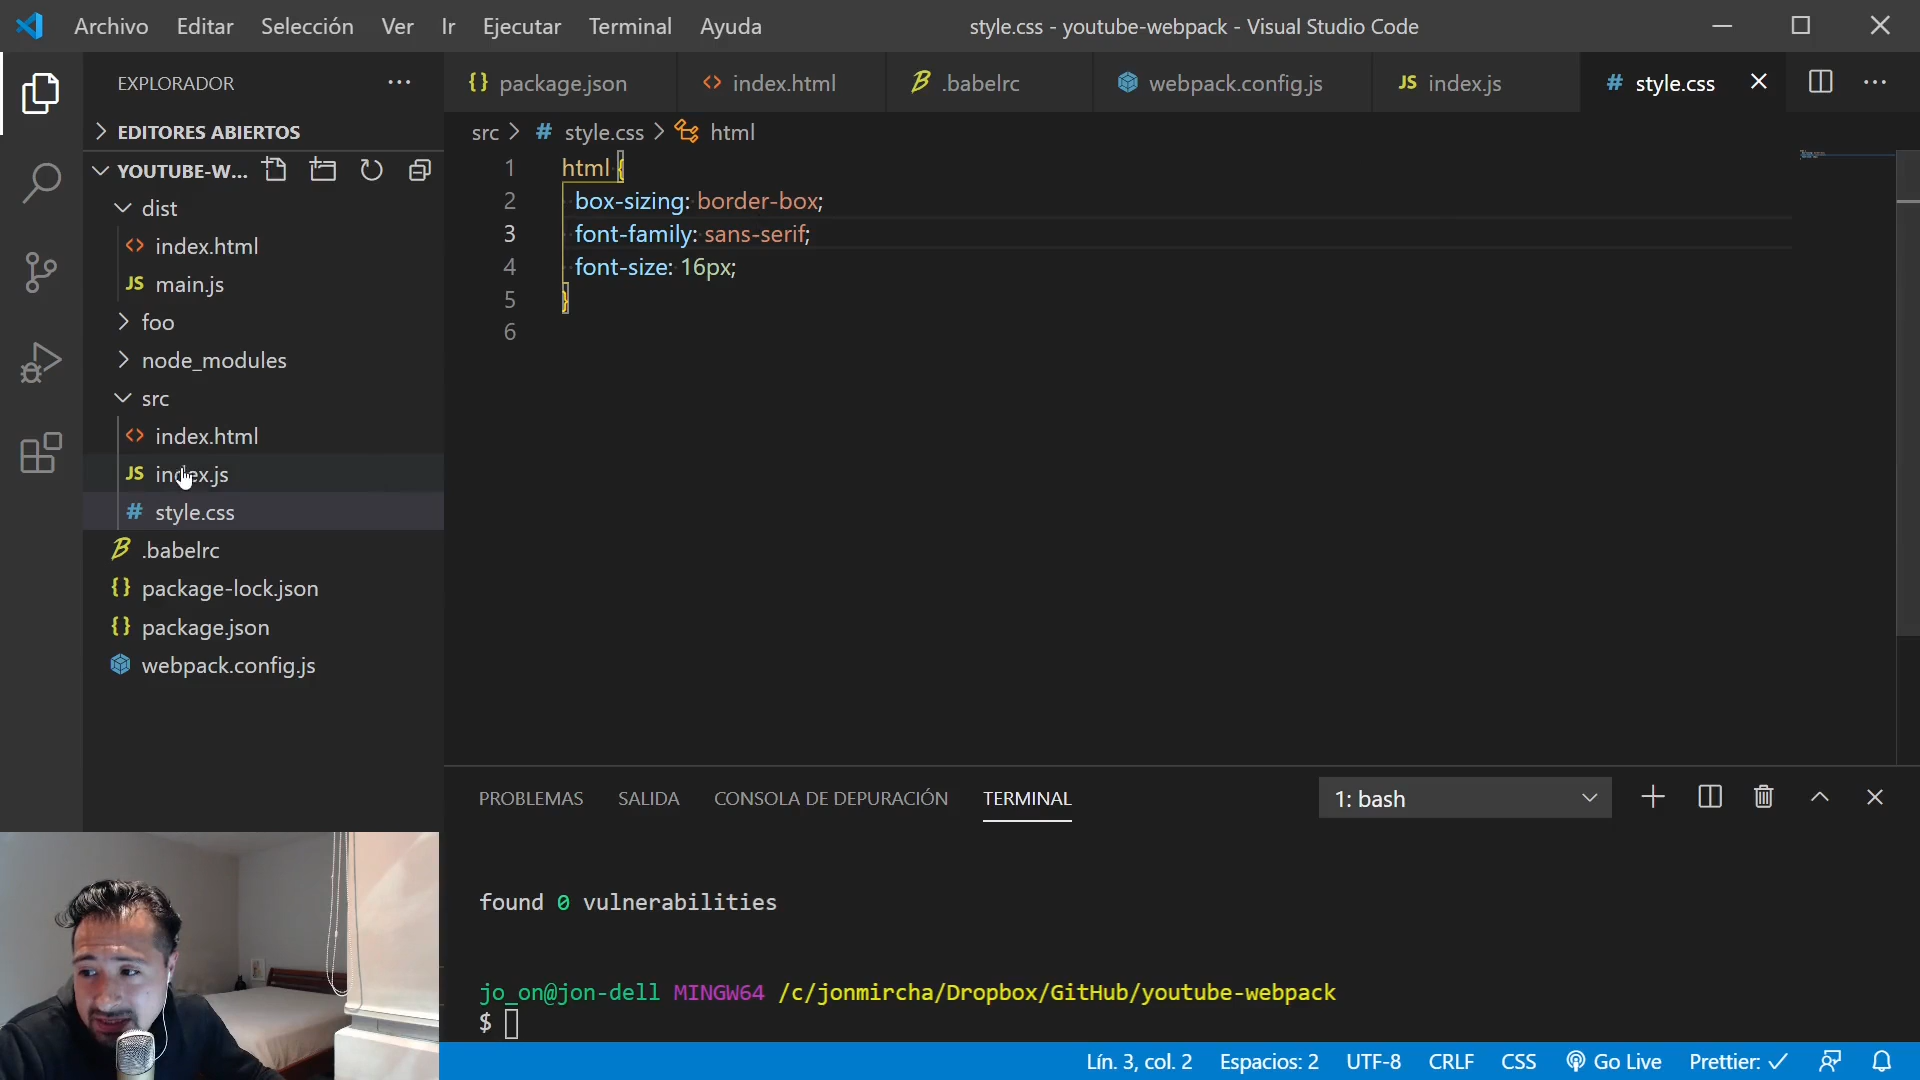 Archivo Editar Selección Ver Ir Ejecutar Terminal Ayuda style.css - youtube-webpack - Visual Studio Code
EXPLORADOR
EDITORES ABIERTOS
YOUTUBE-W...
dist
<> index.html
JS main.js
foo
node_modules
src
<> index.html
JS index.js
# style.css
.babelrc
{} package-lock.json
{} package.json
webpack.config.js
{} package.json <> index.html .babelrc webpack.config.js JS index.js # style.css
src > # style.css > html
1 html {
2 box-sizing: border-box;
3 font-family: sans-serif;
4 font-size: 16px;
5 }
6
PROBLEMAS SALIDA CONSOLA DE DEPURACIÓN TERMINAL 1: bash
found 0 vulnerabilities
jo_on@jon-dell MINGW64 /c/jonmircha/Dropbox/GitHub/youtube-webpack
$
Lín. 3, col. 2 Espacios: 2 UTF-8 CRLF CSS Go Live Prettier: ✓